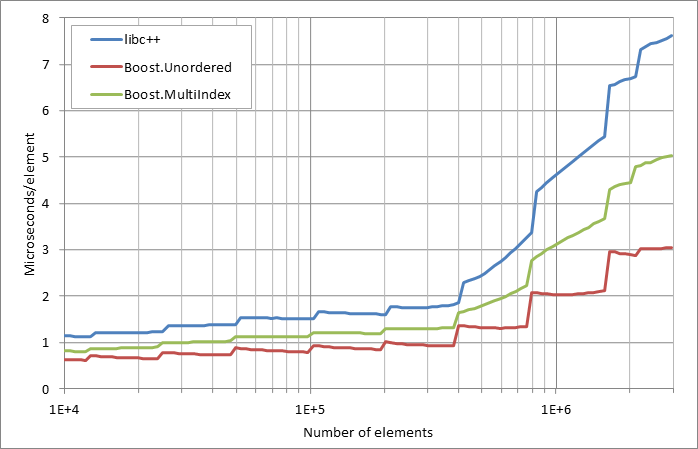 8
7
6
5
4
3
2
1
0
Microseconds/element
libc++
Boost.Unordered
Boost.MultiIndex
1E+4
1E+5
1E+6
Number of elements